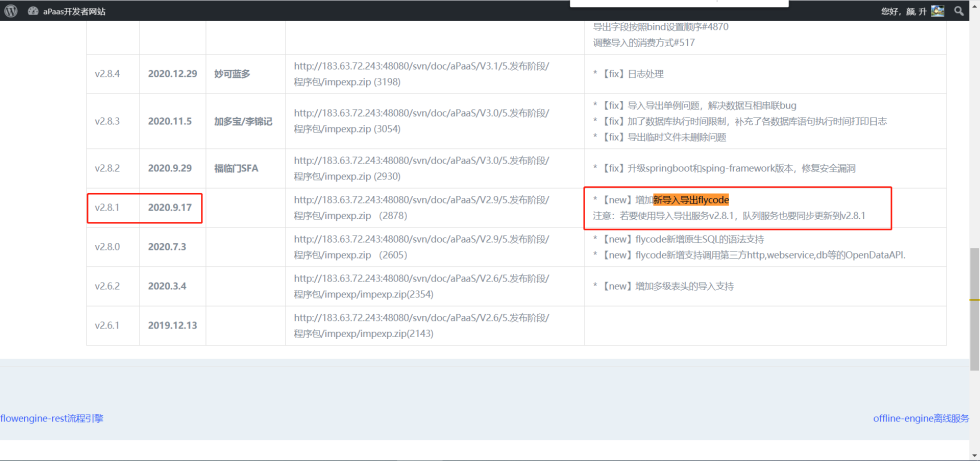 aPaas开发者网站
您好，颜, 升
导出字段按照bind设置顺序#4870
调整导入的消费方式#517
v2.8.4
2020.12.29
妙可蓝多
http://183.63.72.243:48080/svn/doc/aPaaS/V3.1/5.发布阶段/
程序包/impexp.zip (3198)
* 【fix】日志处理
v2.8.3
2020.11.5
加多宝/李锦记
http://183.63.72.243:48080/svn/doc/aPaaS/V3.0/5.发布阶段/
程序包/impexp.zip (3054)
* 【fix】导入导出单例问题，解决数据互相串联bug
* 【fix】加了数据库执行时间限制，补充了各数据库语句执行时间打印日志
* 【fix】导出临时文件未删除问题
v2.8.2
2020.9.29
福临门SFA
http://183.63.72.243:48080/svn/doc/aPaaS/V3.0/5.发布阶段/
程序包/impexp.zip (2930)
* 【fix】升级springboot和sping-framework版本，修复安全漏洞
v2.8.1
2020.9.17
http://183.63.72.243:48080/svn/doc/aPaaS/V2.9/5.发布阶段/
程序包/impexp.zip （2878）
* 【new】增加新导入导出flycode
注意：若要使用导入导出服务v2.8.1，队列服务也要同步更新到v2.8.1
v2.8.0
2020.7.3
http://183.63.72.243:48080/svn/doc/aPaaS/V2.9/5.发布阶段/
程序包/impexp.zip （2605）
* 【new】flycode新增原生SQL的语法支持
* 【new】flycode新增支持调用第三方http,webservice,db等的OpenDataAPI.
v2.6.2
2020.3.4
http://183.63.72.243:48080/svn/doc/aPaaS/V2.6/5.发布阶段/
程序包/impexp/impexp.zip(2354)
* 【new】增加多级表头的导入支持
v2.6.1
2019.12.13
http://183.63.72.243:48080/svn/doc/aPaaS/V2.6/5.发布阶段/
程序包/impexp/impexp.zip(2143)
flowengine-rest流程引擎
offline-engine离线服务